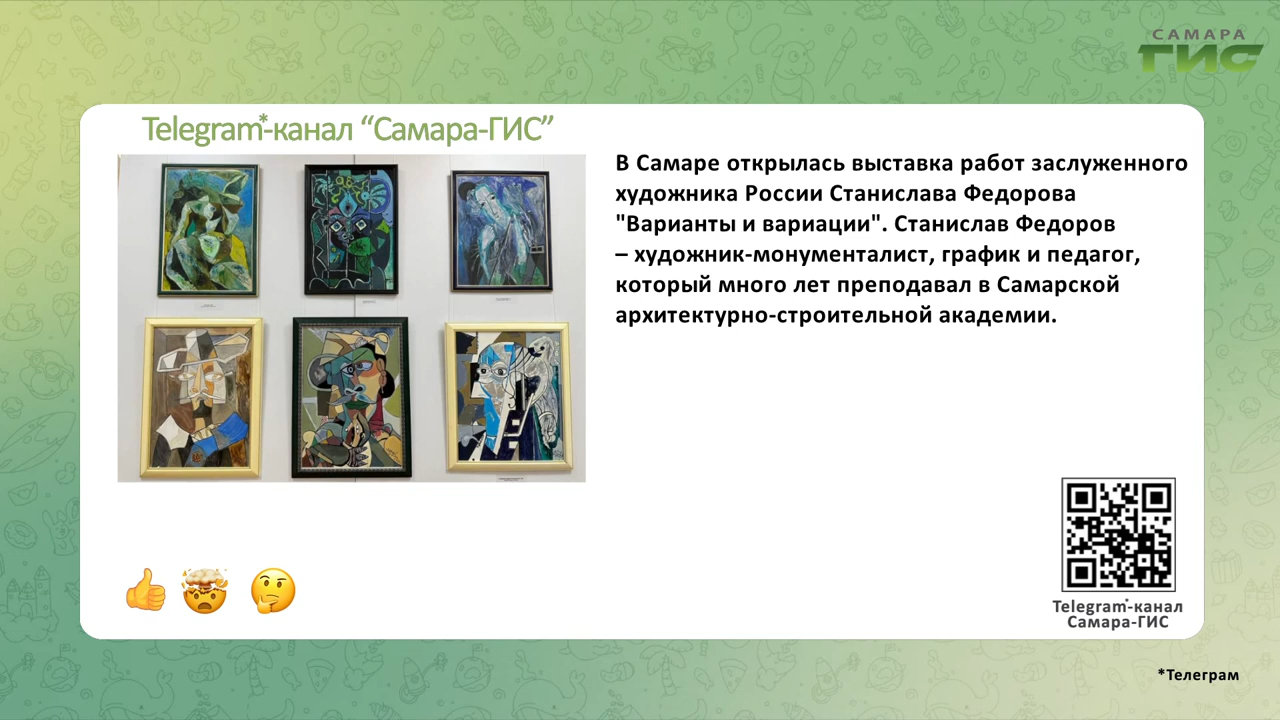 САМАРА
ГИС
Telegram*-канал “Самара-ГИС”
В Самаре открылась выставка работ заслуженного
художника России Станислава Федорова
"Варианты и вариации". Станислав Федоров
– художник-монументалист, график и педагог,
который много лет преподавал в Самарской
архитектурно-строительной академии.
Telegram*-канал
Самара-ГИС
*Телеграм